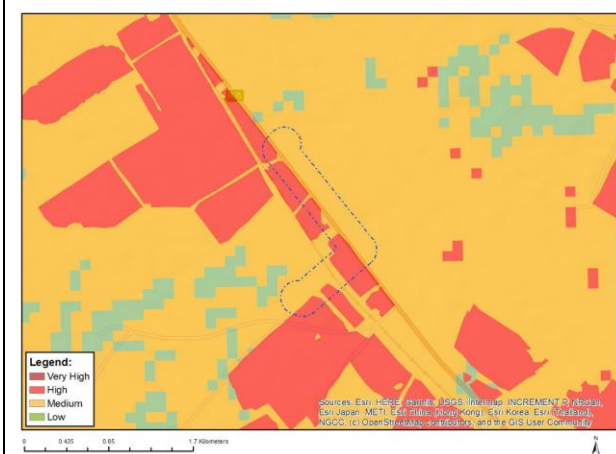 Legend:
Very High
High
Medium
Low
Sources: Esri, HERE, Garmin, USGS, Intermap, INCREMENT P, NRCan,
Esri Japan, METI, Esri China (Hong Kong), Esri Korea, Esri (Thailand),
NGCC, (c) OpenStreetMap contributors, and the GIS User Community
0 0.425 0.85 1.7 Kilometers
N